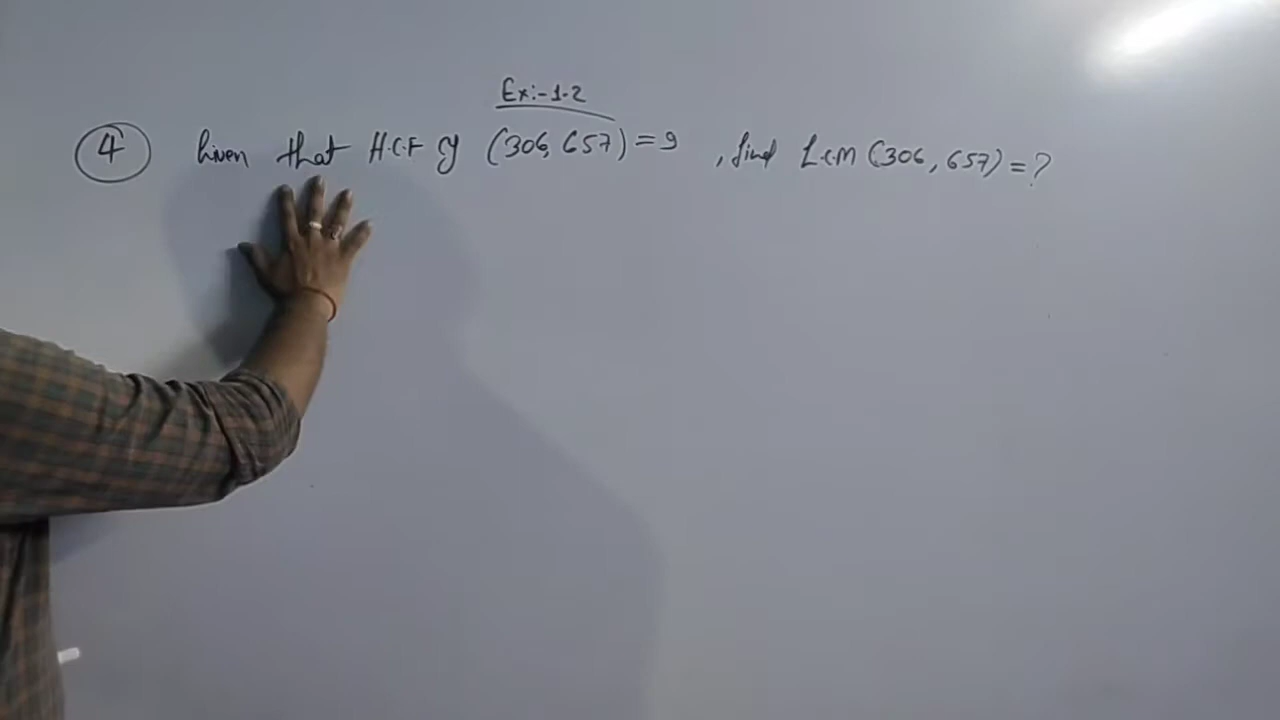 Ex:-1.2
4 Given that H.C.F of (306, 657) = 9 , find L.C.M (306, 657) = ?